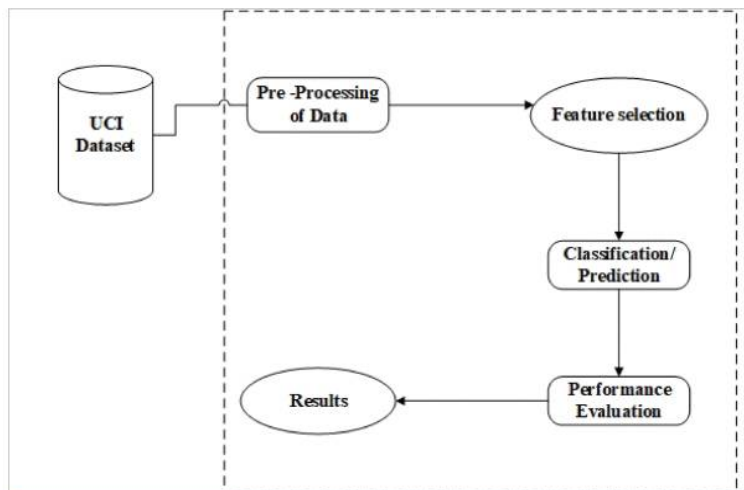 UCI
Dataset
Pre -Processing
of Data
Feature selection
Classification/
Prediction
Performance
Evaluation
Results